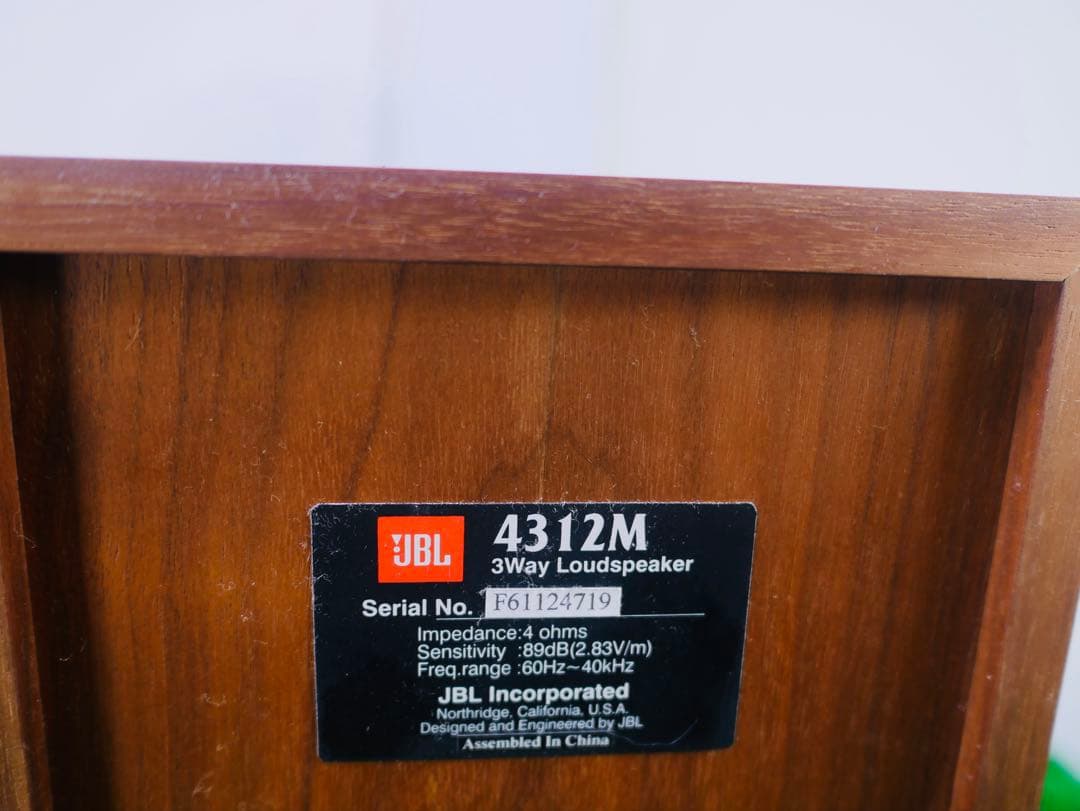 JBL
4312M
3Way Loudspeaker
Serial No. F61124719
Impedance:4 ohms
Sensitivity :89dB(2.83V/m)
Freq.range :60Hz~40kHz
JBL Incorporated
Northridge, California, U.S.A.
Designed and Engineered by JBL
Assembled In China